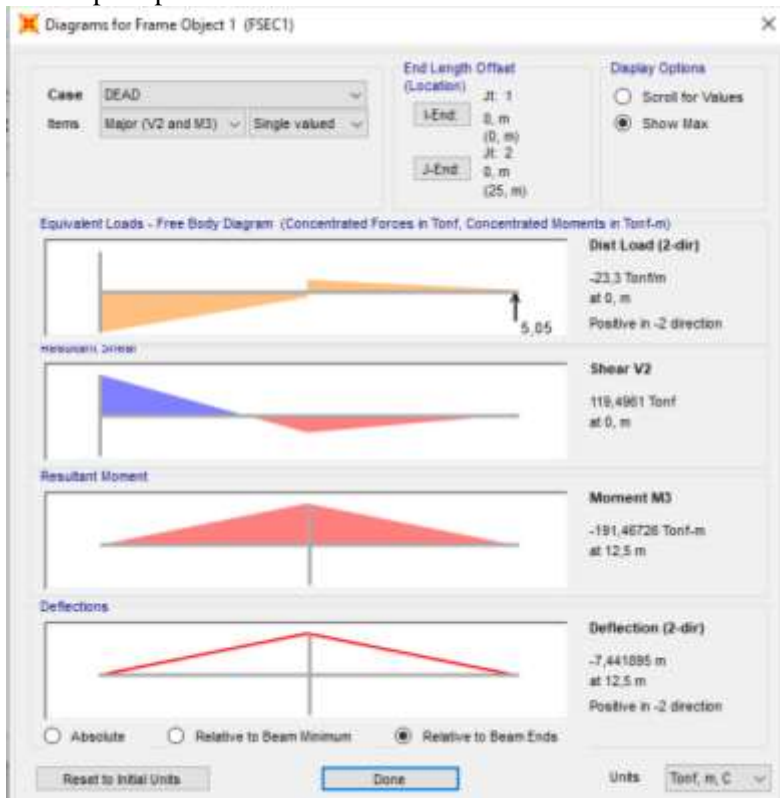 Diagrams for Frame Object 1 (FSEC1)
Case DEAD
Items Major (V2 and M3) Single valued
End Length Offset
(Location)
Jt: 1
I-End: 0, m
(0, m)
Jt: 2
J-End: 0, m
(25, m)
Display Options
Scroll for Values
Show Max
Equivalent Loads - Free Body Diagram (Concentrated Forces in Tonf, Concentrated Moments in Tonf-m)
5,05
Dist Load (2-dir)
-23,3 Tonf/m
at 0, m
Positive in -2 direction
Resultant Shear
Shear V2
119,4961 Tonf
at 0, m
Resultant Moment
Moment M3
-191,46726 Tonf-m
at 12,5 m
Deflections
Deflection (2-dir)
-7,441895 m
at 12,5 m
Positive in -2 direction
Absolute Relative to Beam Minimum Relative to Beam Ends
Reset to Initial Units Done Units Tonf, m, C